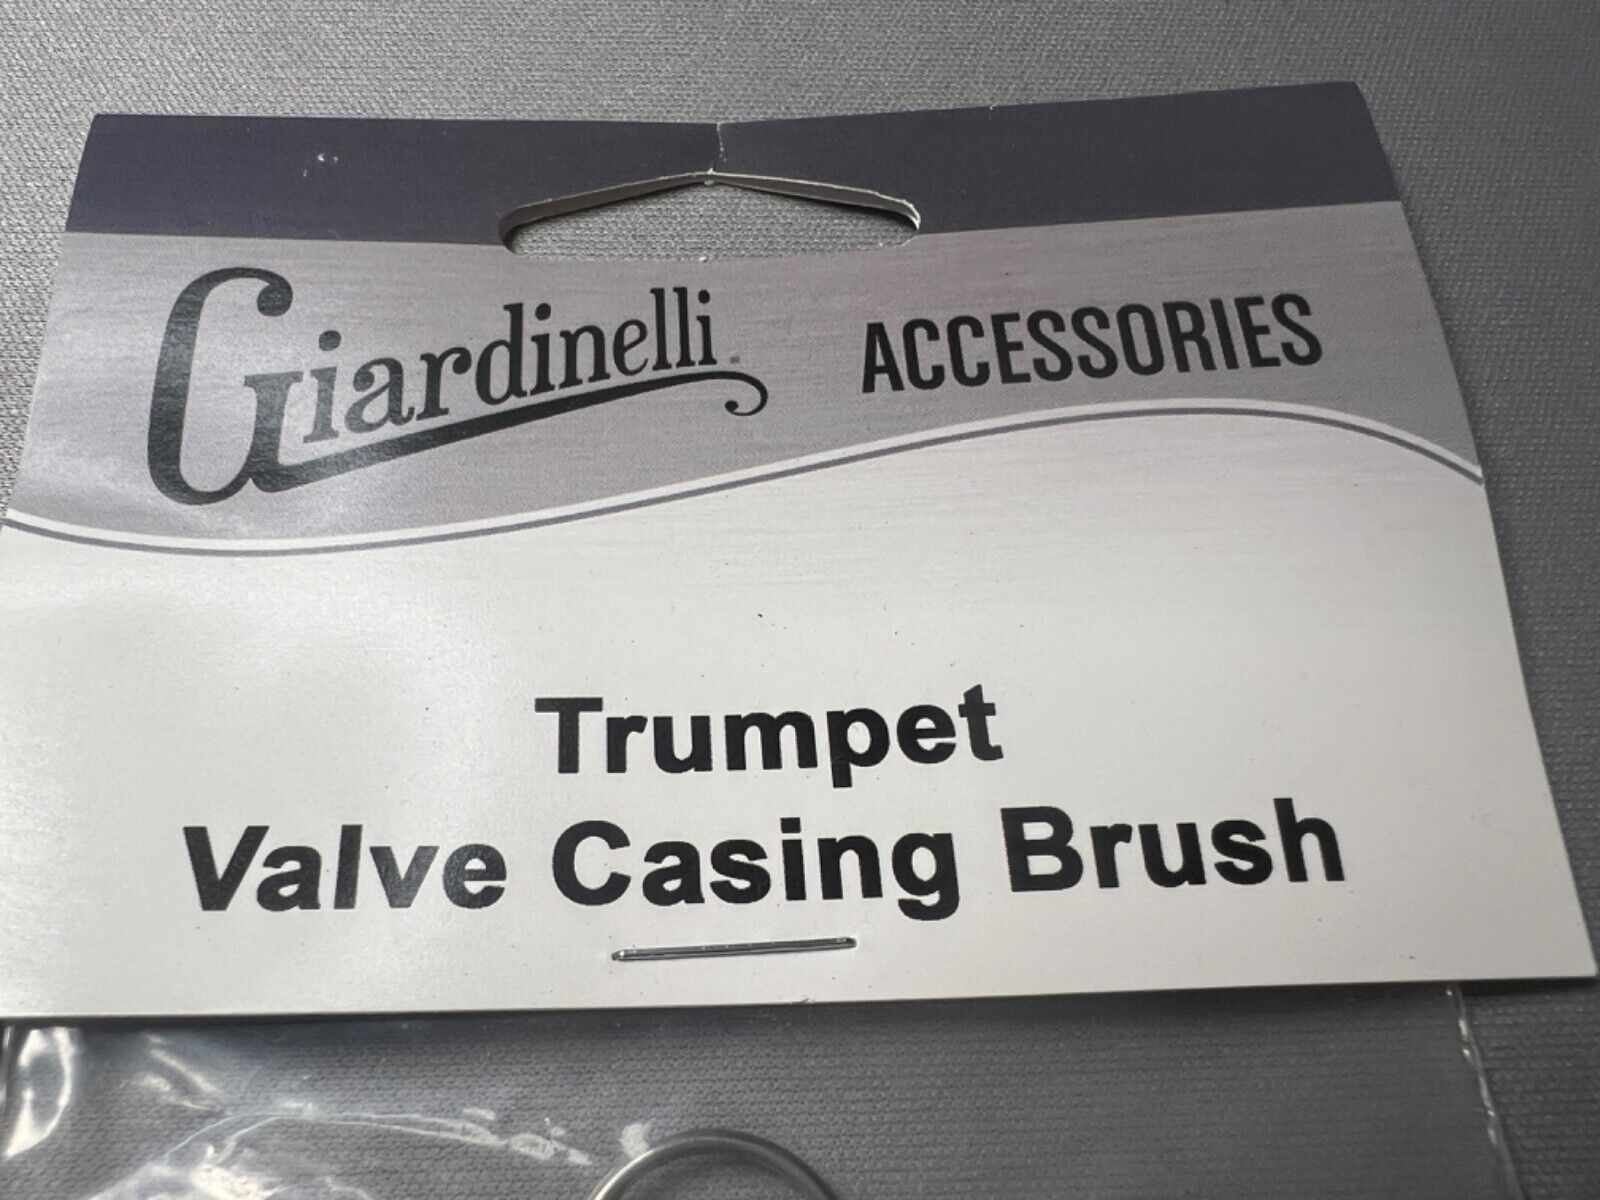 Giardinelli ACCESSORIES
Trumpet
Valve Casing Brush